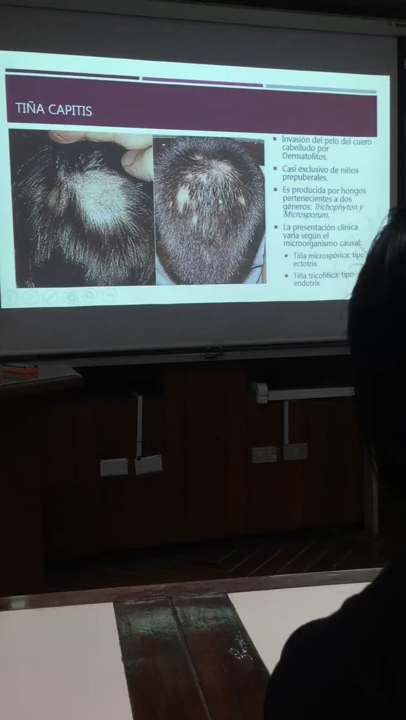 TIÑA CAPITIS
Invasión del pelo del cuero
cabelludo por
Dermatofitos.
Casi exclusivo de niños
prepuberales.
Es producida por hongos
pertenecientes a dos
géneros: Trichophyton y
Microsporum.
La presentación clínica
varía según el
microorganismo causal:
Tiña microspórica: tipo
ectotrix
Tiña tricofítica: tipo
endotrix